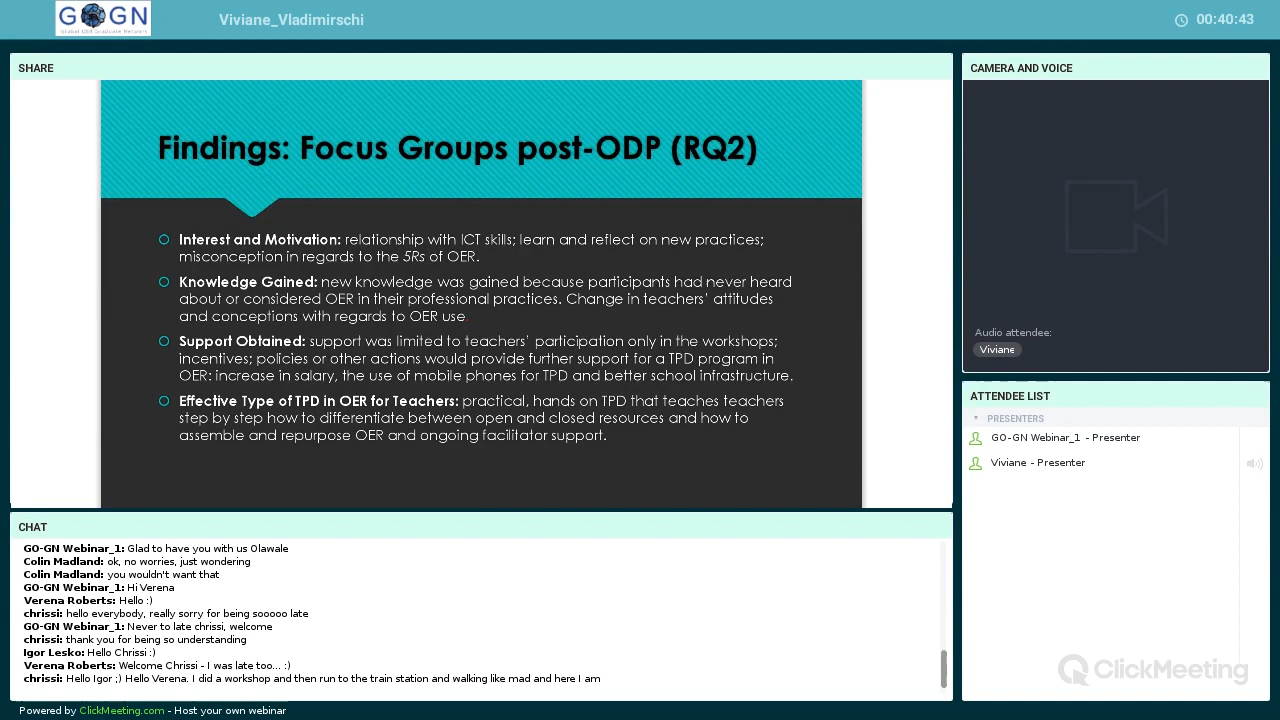 GOGN
Global OER Graduate Network
Viviane_Vladimirschi
00:40:43
SHARE
Findings: Focus Groups post-ODP (RQ2)
Interest and Motivation: relationship with ICT skills; learn and reflect on new practices;
misconception in regards to the 5Rs of OER.
Knowledge Gained: new knowledge was gained because participants had never heard
about or considered OER in their professional practices. Change in teachers' attitudes
and conceptions with regards to OER use.
Support Obtained: support was limited to teachers' participation only in the workshops;
incentives; policies or other actions would provide further support for a TPD program in
OER: increase in salary, the use of mobile phones for TPD and better school infrastructure.
Effective Type of TPD in OER for Teachers: practical, hands on TPD that teaches teachers
step by step how to differentiate between open and closed resources and how to
assemble and repurpose OER and ongoing facilitator support.
CAMERA AND VOICE
Audio attendee:
Viviane
ATTENDEE LIST
PRESENTERS
GO-GN Webinar_1 - Presenter
Viviane - Presenter
ClickMeeting
CHAT
GO-GN Webinar_1: Glad to have you with us Olawale
Colin Madland: ok, no worries, just wondering
Colin Madland: you wouldn't want that
GO-GN Webinar_1: Hi Verena
Verena Roberts: Hello :)
chrissi: hello everybody, really sorry for being sooooo late
GO-GN Webinar_1: Never to late chrissi, welcome
chrissi: thank you for being so understanding
Igor Lesko: Hello Chrissi :)
Verena Roberts: Welcome Chrissi - I was late too... :)
chrissi: Hello Igor ;) Hello Verena. I did a workshop and then run to the train station and walking like mad and here I am
Powered by ClickMeeting.com - Host your own webinar